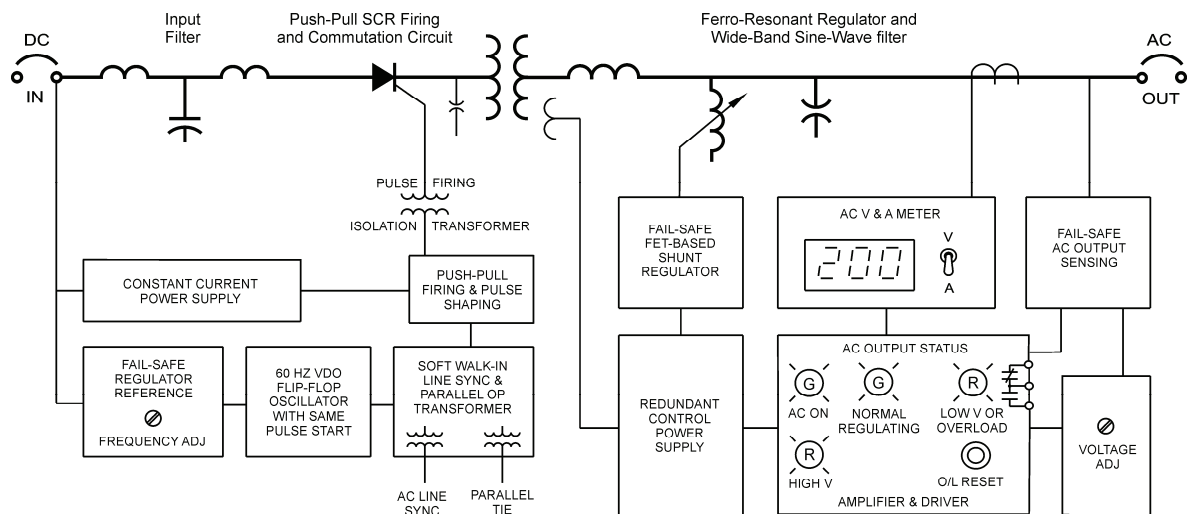 DC
IN
Input
Filter
Push-Pull SCR Firing
and Commutation Circuit
Ferro-Resonant Regulator and
Wide-Band Sine-Wave filter
AC
OUT
PULSE FIRING
ISOLATION TRANSFORMER
CONSTANT CURRENT
POWER SUPPLY
PUSH-PULL
FIRING & PULSE
SHAPING
FAIL-SAFE
REGULATOR
REFERENCE
FREQUENCY ADJ
60 HZ VDO
FLIP-FLOP
OSCILLATOR
WITH SAME
PULSE START
SOFT WALK-IN
LINE SYNC &
PARALLEL OP
TRANSFORMER
AC LINE
SYNC
PARALLEL
TIE
FAIL-SAFE
FET-BASED
SHUNT
REGULATOR
AC V & A METER
200
V
A
FAIL-SAFE
AC OUTPUT
SENSING
REDUNDANT
CONTROL
POWER
SUPPLY
AC OUTPUT STATUS
G
AC ON
G
NORMAL
REGULATING
R
LOW V OR
OVERLOAD
R
HIGH V
O/L RESET
AMPLIFIER & DRIVER
VOLTAGE
ADJ